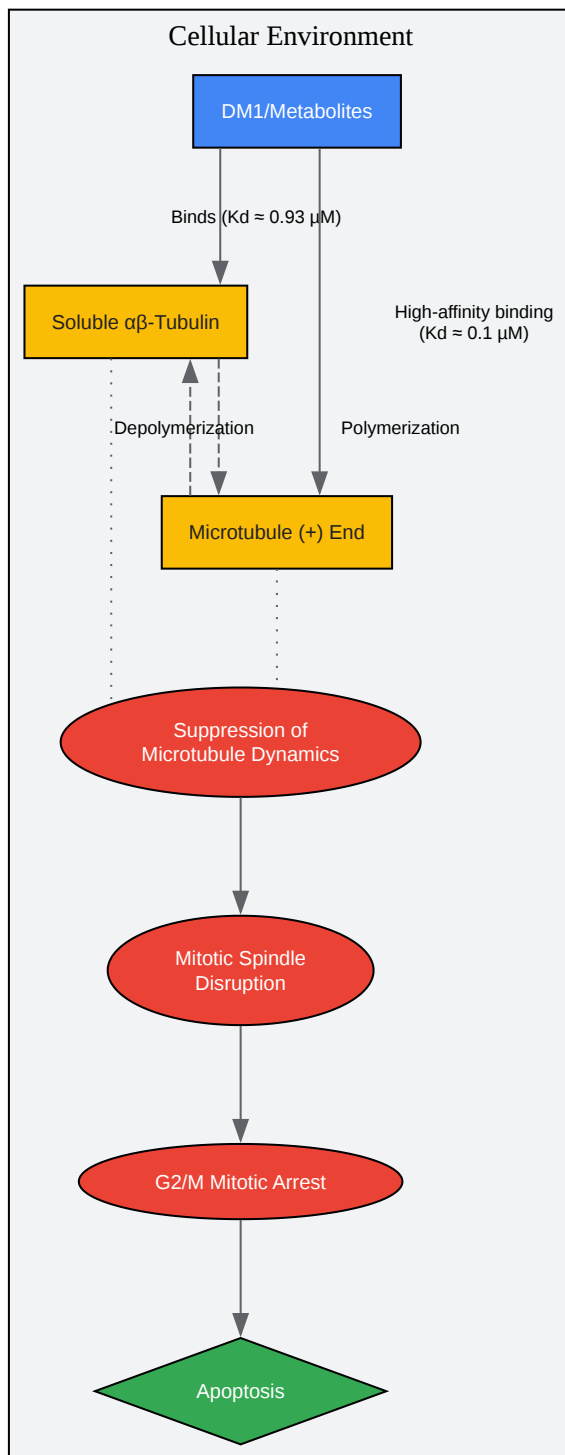 Cellular Environment
DM1/Metabolites
Binds (Kd ≈ 0.93 µM)
Soluble αβ-Tubulin
High-affinity binding
(Kd ≈ 0.1 µM)
Depolymerization
Polymerization
Microtubule (+) End
Suppression of
Microtubule Dynamics
Mitotic Spindle
Disruption
G2/M Mitotic Arrest
Apoptosis